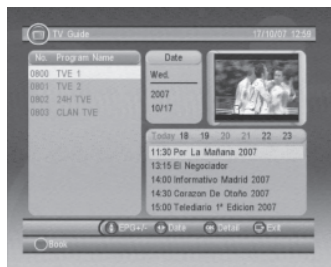 TV Guide 17/10/07 12:59
No. Program Name
0800 TVE 1
0801 TVE 2
0802 24H TVE
0803 CLAN TVE
Date
Wed.
2007
10/17
Today 18 19 20 21 22 23
11:30 Por La Mañana 2007
13:15 El Negociador
14:00 Informativo Madrid 2007
14:30 Corazon De Otoño 2007
15:00 Telediario 1ª Edicion 2007
EPG+/- Date Detail Exit
Book